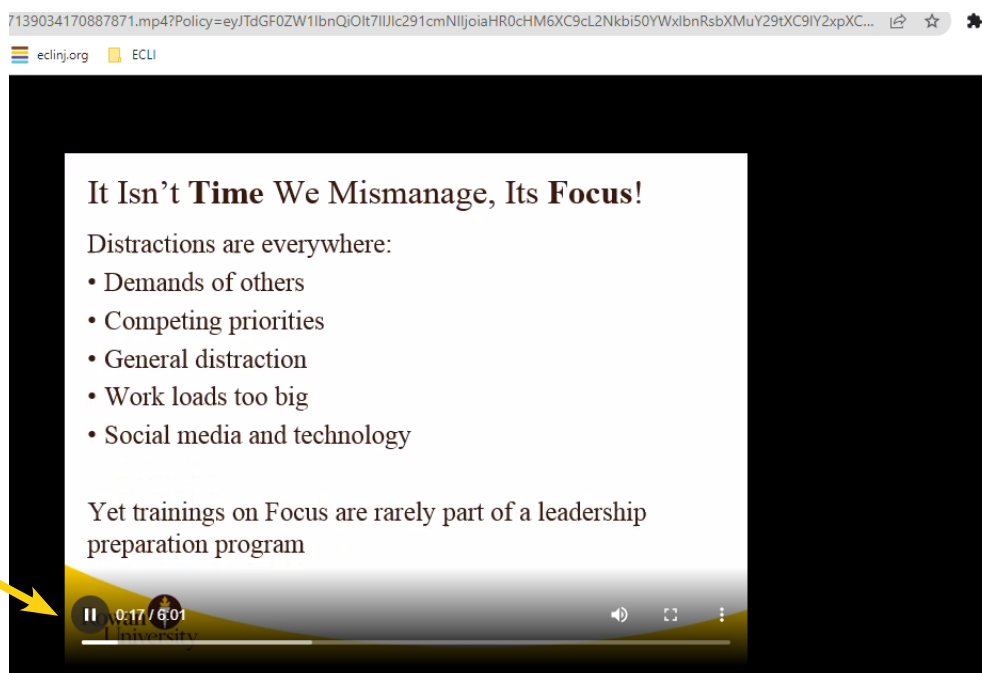 7139034170887871.mp4?Policy=eyJTdGF0ZW1lbnQiOlt7IlJlc291cmNlIjoiaHR0cHM6XC9cL2Nkbi50YWxlbnRsbXMuY29tXC9lY2xpXC...
eclinj.org ECLI
It Isn’t Time We Mismanage, Its Focus!
Distractions are everywhere:
• Demands of others
• Competing priorities
• General distraction
• Work loads too big
• Social media and technology
Yet trainings on Focus are rarely part of a leadership
preparation program
0:17 / 6:01
Rowan
University